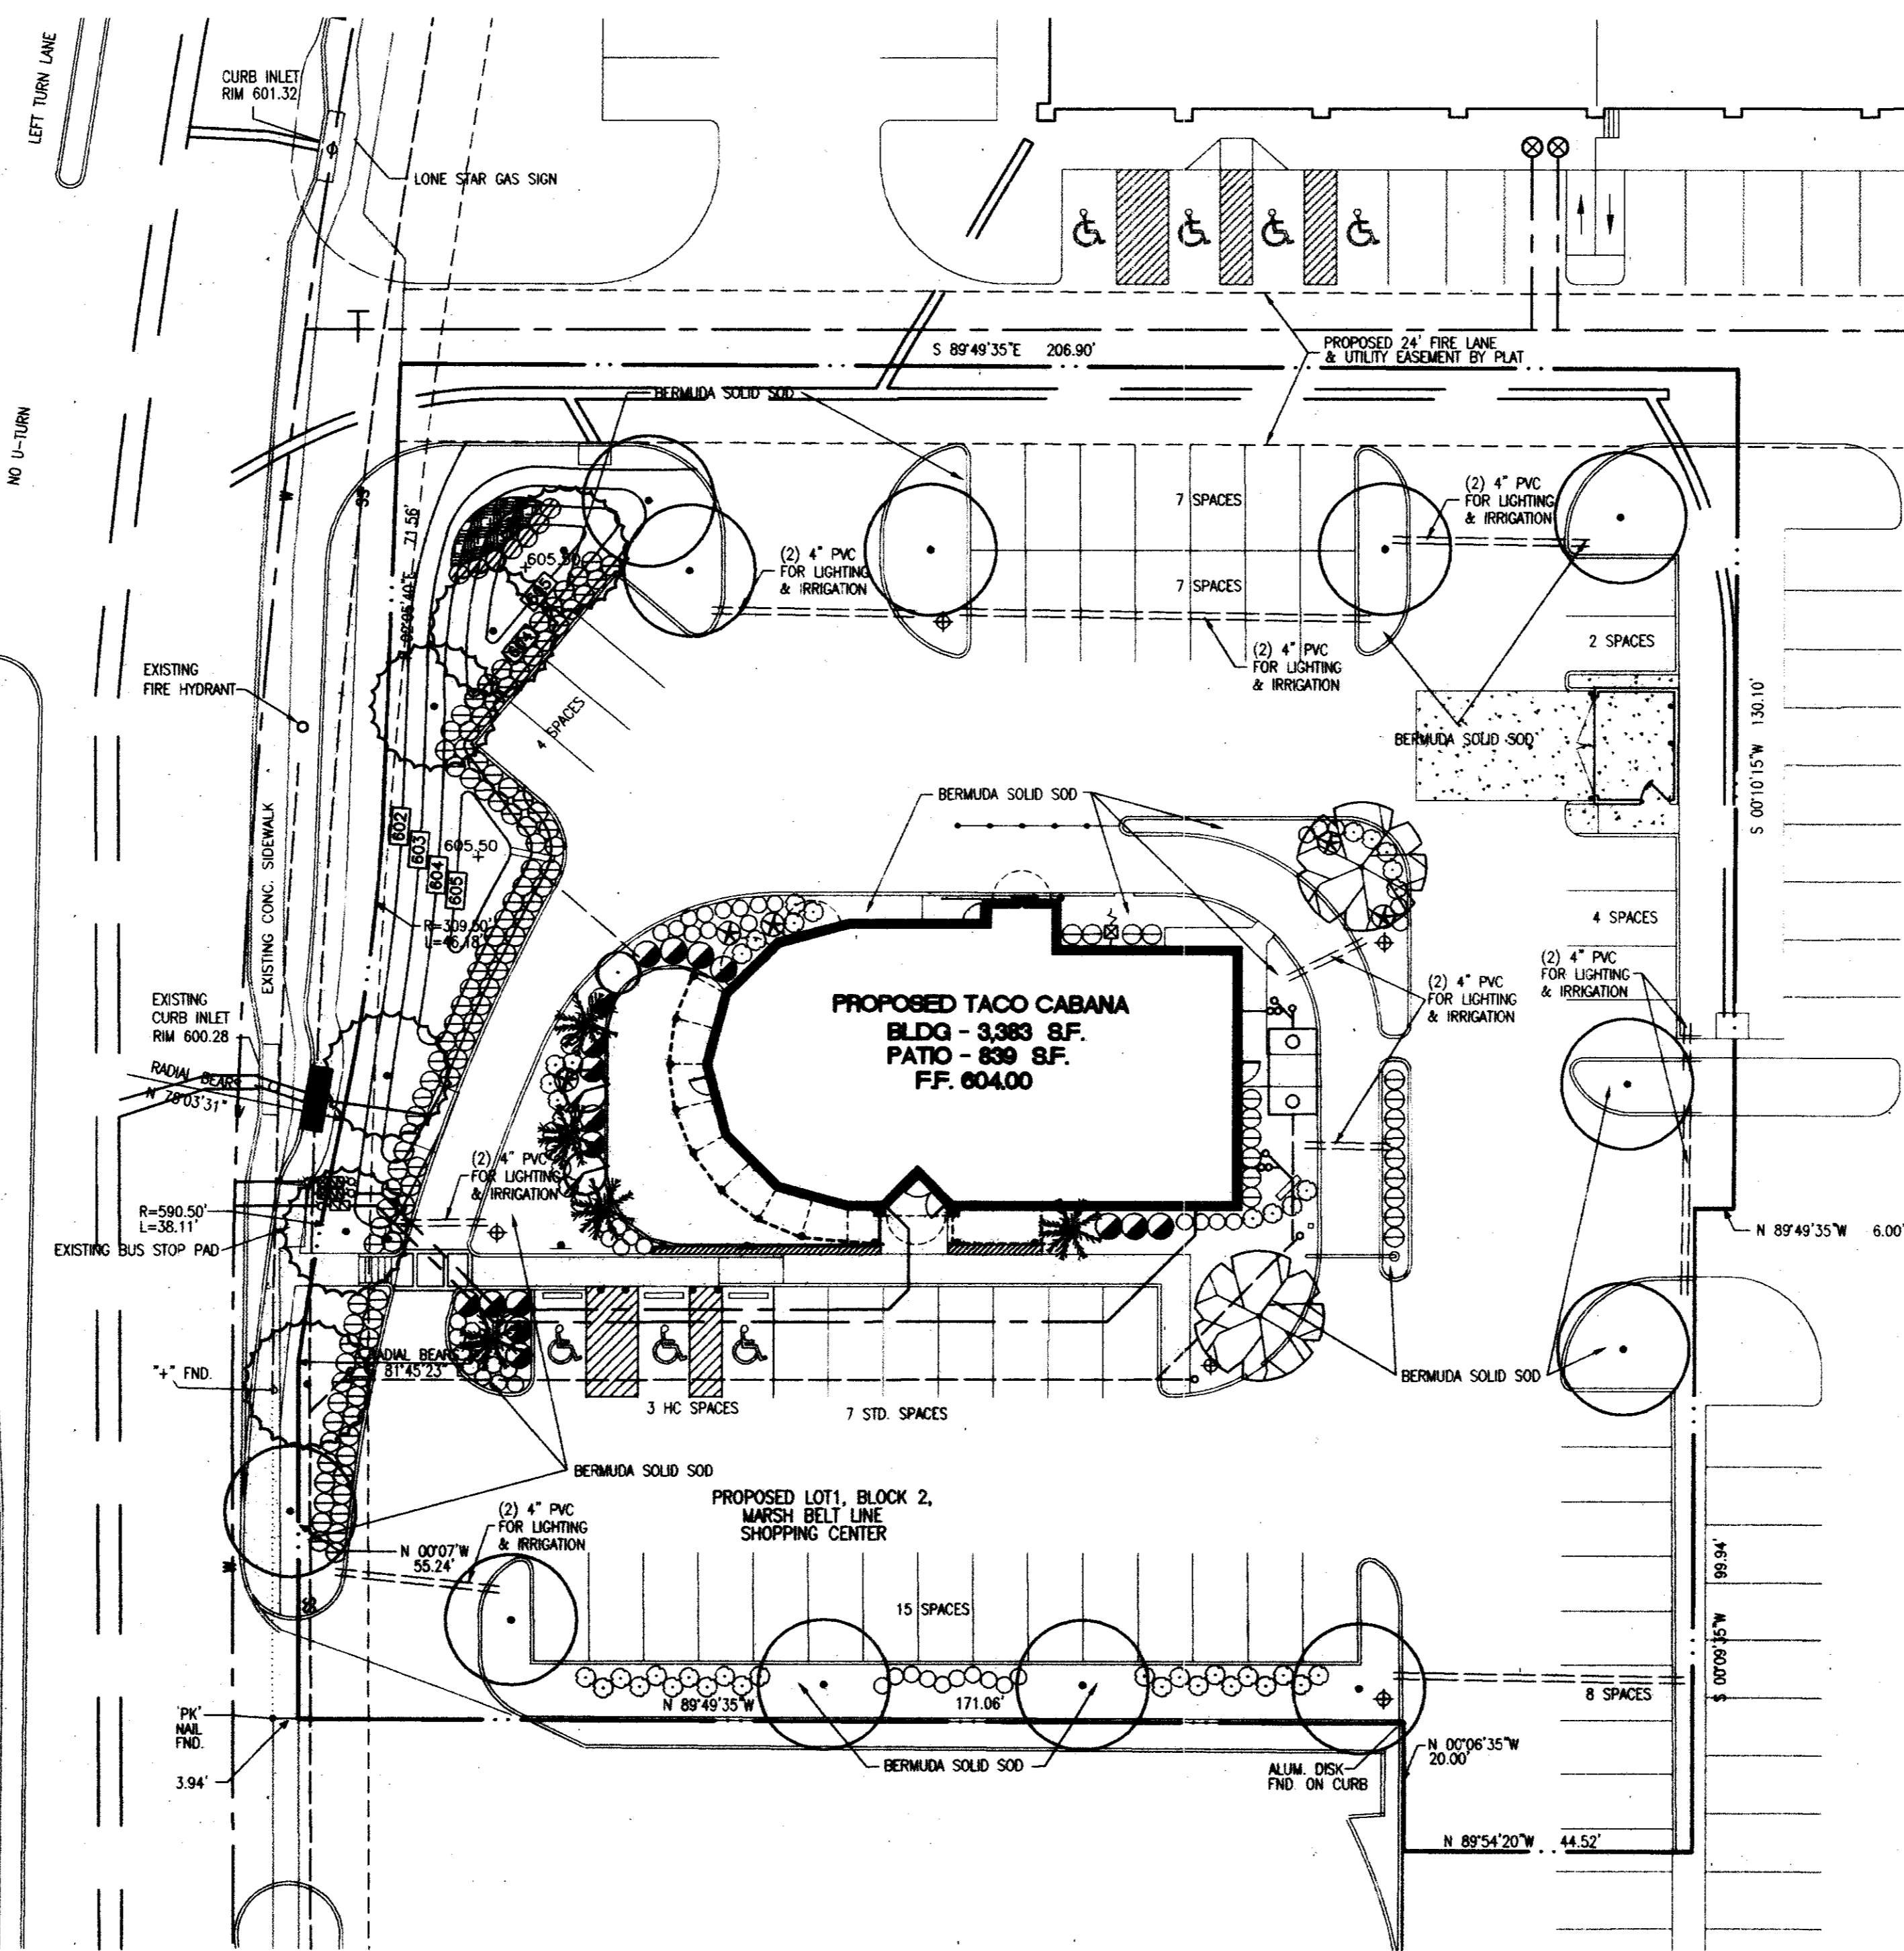 LEFT TURN LANE
CURB INLET
RIM 601.32
LONE STAR GAS SIGN
S 89°49'35"E 206.90'
PROPOSED 24' FIRE LANE
& UTILITY EASEMENT BY PLAT
BERMUDA SOLID SOD
NO U-TURN
W
SS
71.56'
7 SPACES
(2) 4" PVC
FOR LIGHTING
& IRRIGATION
605.50
(2) 4" PVC
FOR LIGHTING
& IRRIGATION
7 SPACES
605
604
2 SPACES
(2) 4" PVC
FOR LIGHTING
& IRRIGATION
EXISTING
FIRE HYDRANT
4 SPACES
BERMUDA SOLID SOD
S 00°10'15"W 130.10'
BERMUDA SOLID SOD
602
603
604
605
605.50
EXISTING CONC. SIDEWALK
R=309.50'
L=46.18'
4 SPACES
(2) 4" PVC
FOR LIGHTING
& IRRIGATION
(2) 4" PVC
FOR LIGHTING
& IRRIGATION
EXISTING
CURB INLET
RIM 600.28
PROPOSED TACO CABANA
BLDG - 3,383 S.F.
PATIO - 839 S.F.
F.F. 604.00
RADIAL BEARS
N 78°03'31"
(2) 4" PVC
FOR LIGHTING
& IRRIGATION
R=590.50'
L=38.11'
EXISTING BUS STOP PAD
N 89°49'35"W 6.00'
"+" FND.
RADIAL BEARS
81°45'23"
3 HC SPACES
7 STD. SPACES
BERMUDA SOLID SOD
BERMUDA SOLID SOD
PROPOSED LOT1, BLOCK 2,
MARSH BELT LINE
SHOPPING CENTER
(2) 4" PVC
FOR LIGHTING
& IRRIGATION
N 00°07'W
55.24'
W
SS
15 SPACES
S 00°09'35"W 99.94'
8 SPACES
N 89°49'35"W 171.06'
'PK'
NAIL
FND.
3.94'
BERMUDA SOLID SOD
ALUM. DISK
FND. ON CURB
N 00°06'35"W
20.00'
N 89°54'20"W 44.52'